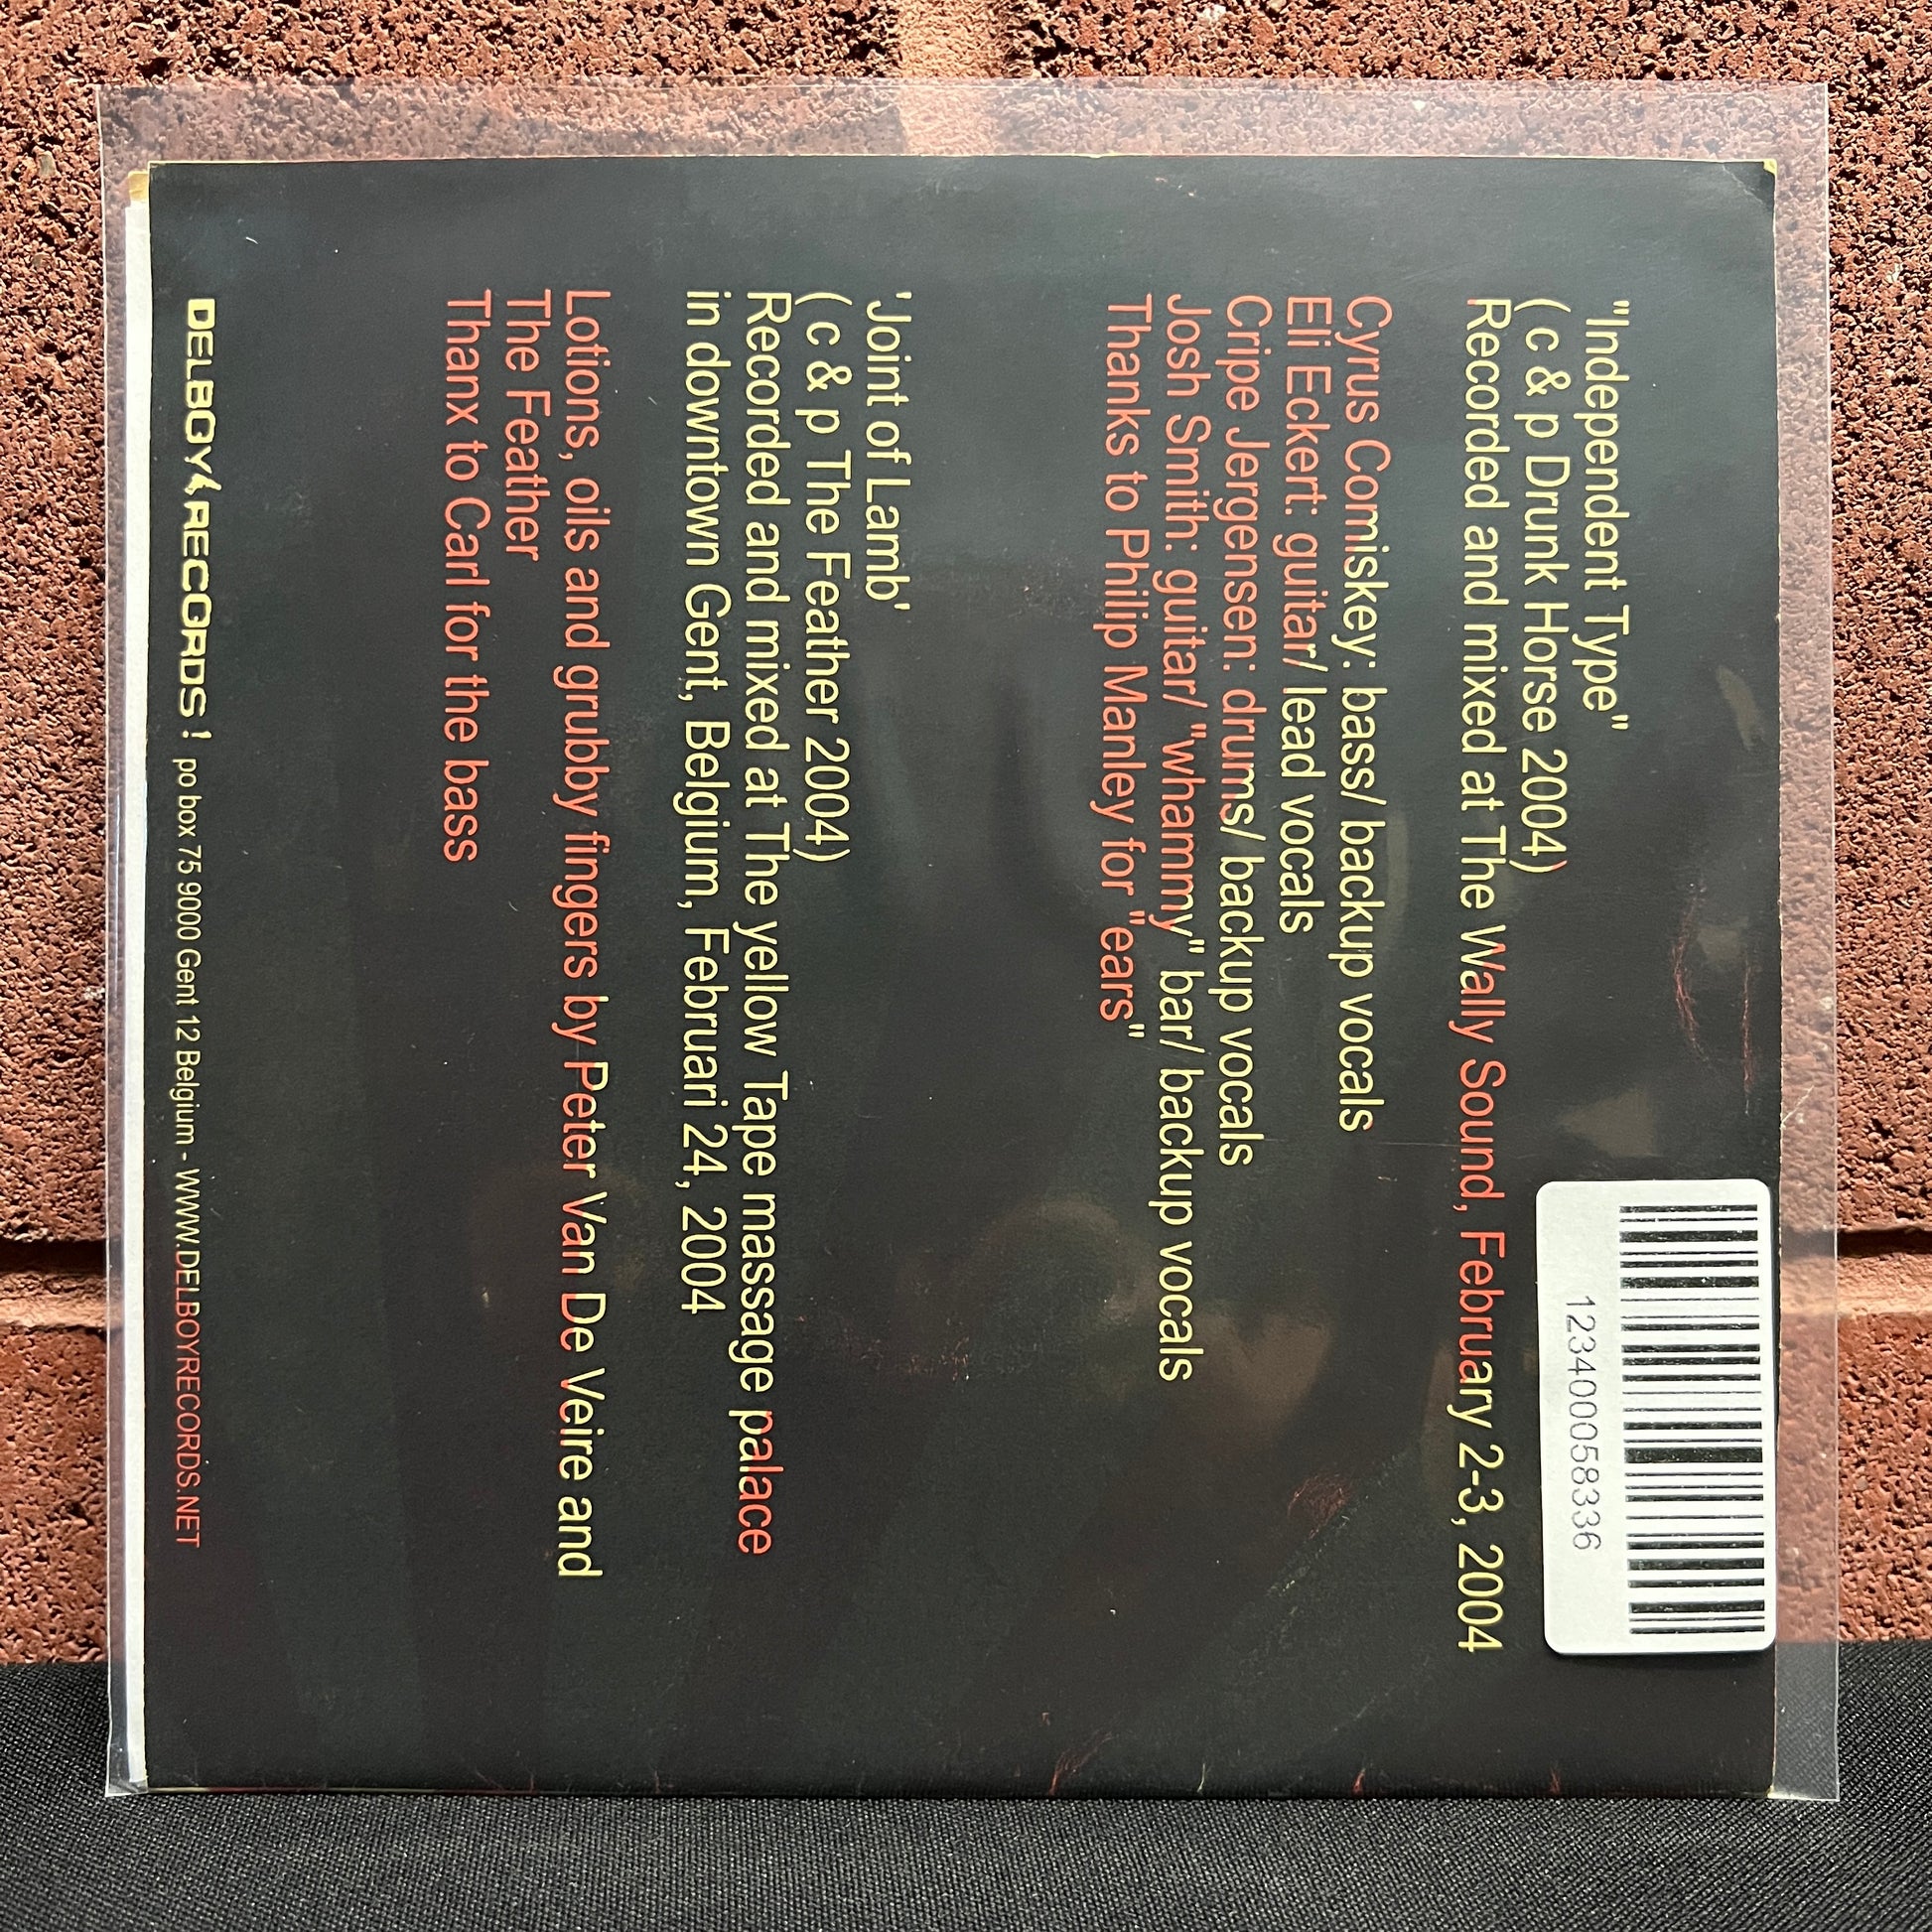 "Independent Type"
( c & p Drunk Horse 2004)
Recorded and mixed at The Wally Sound, February 2-3, 2004
Cyrus Comiskey: bass/ backup vocals
Eli Eckert: guitar/ lead vocals
Cripe Jergensen: drums/ backup vocals
Josh Smith: guitar/ "whammy" bar/ backup vocals
Thanks to Philip Manley for "ears"
'Joint of Lamb'
( c & p The Feather 2004)
Recorded and mixed at The yellow Tape massage palace
in downtown Gent, Belgium, Februari 24, 2004
Lotions, oils and grubby fingers by Peter Van De Veire and
The Feather
Thanx to Carl for the bass
DELBOY RECORDS ! po box 75 9000 Gent 12 Belgium - WWW.DELBOYRECORDS.NET
123400058336